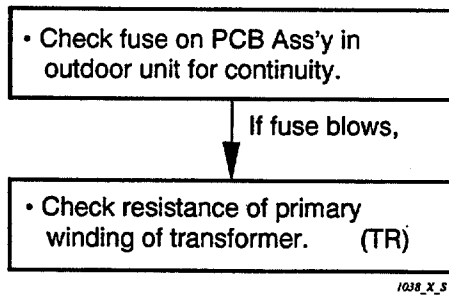 • Check fuse on PCB Ass'y in
outdoor unit for continuity.
If fuse blows,
• Check resistance of primary
winding of transformer. (TR)
1038_X_S